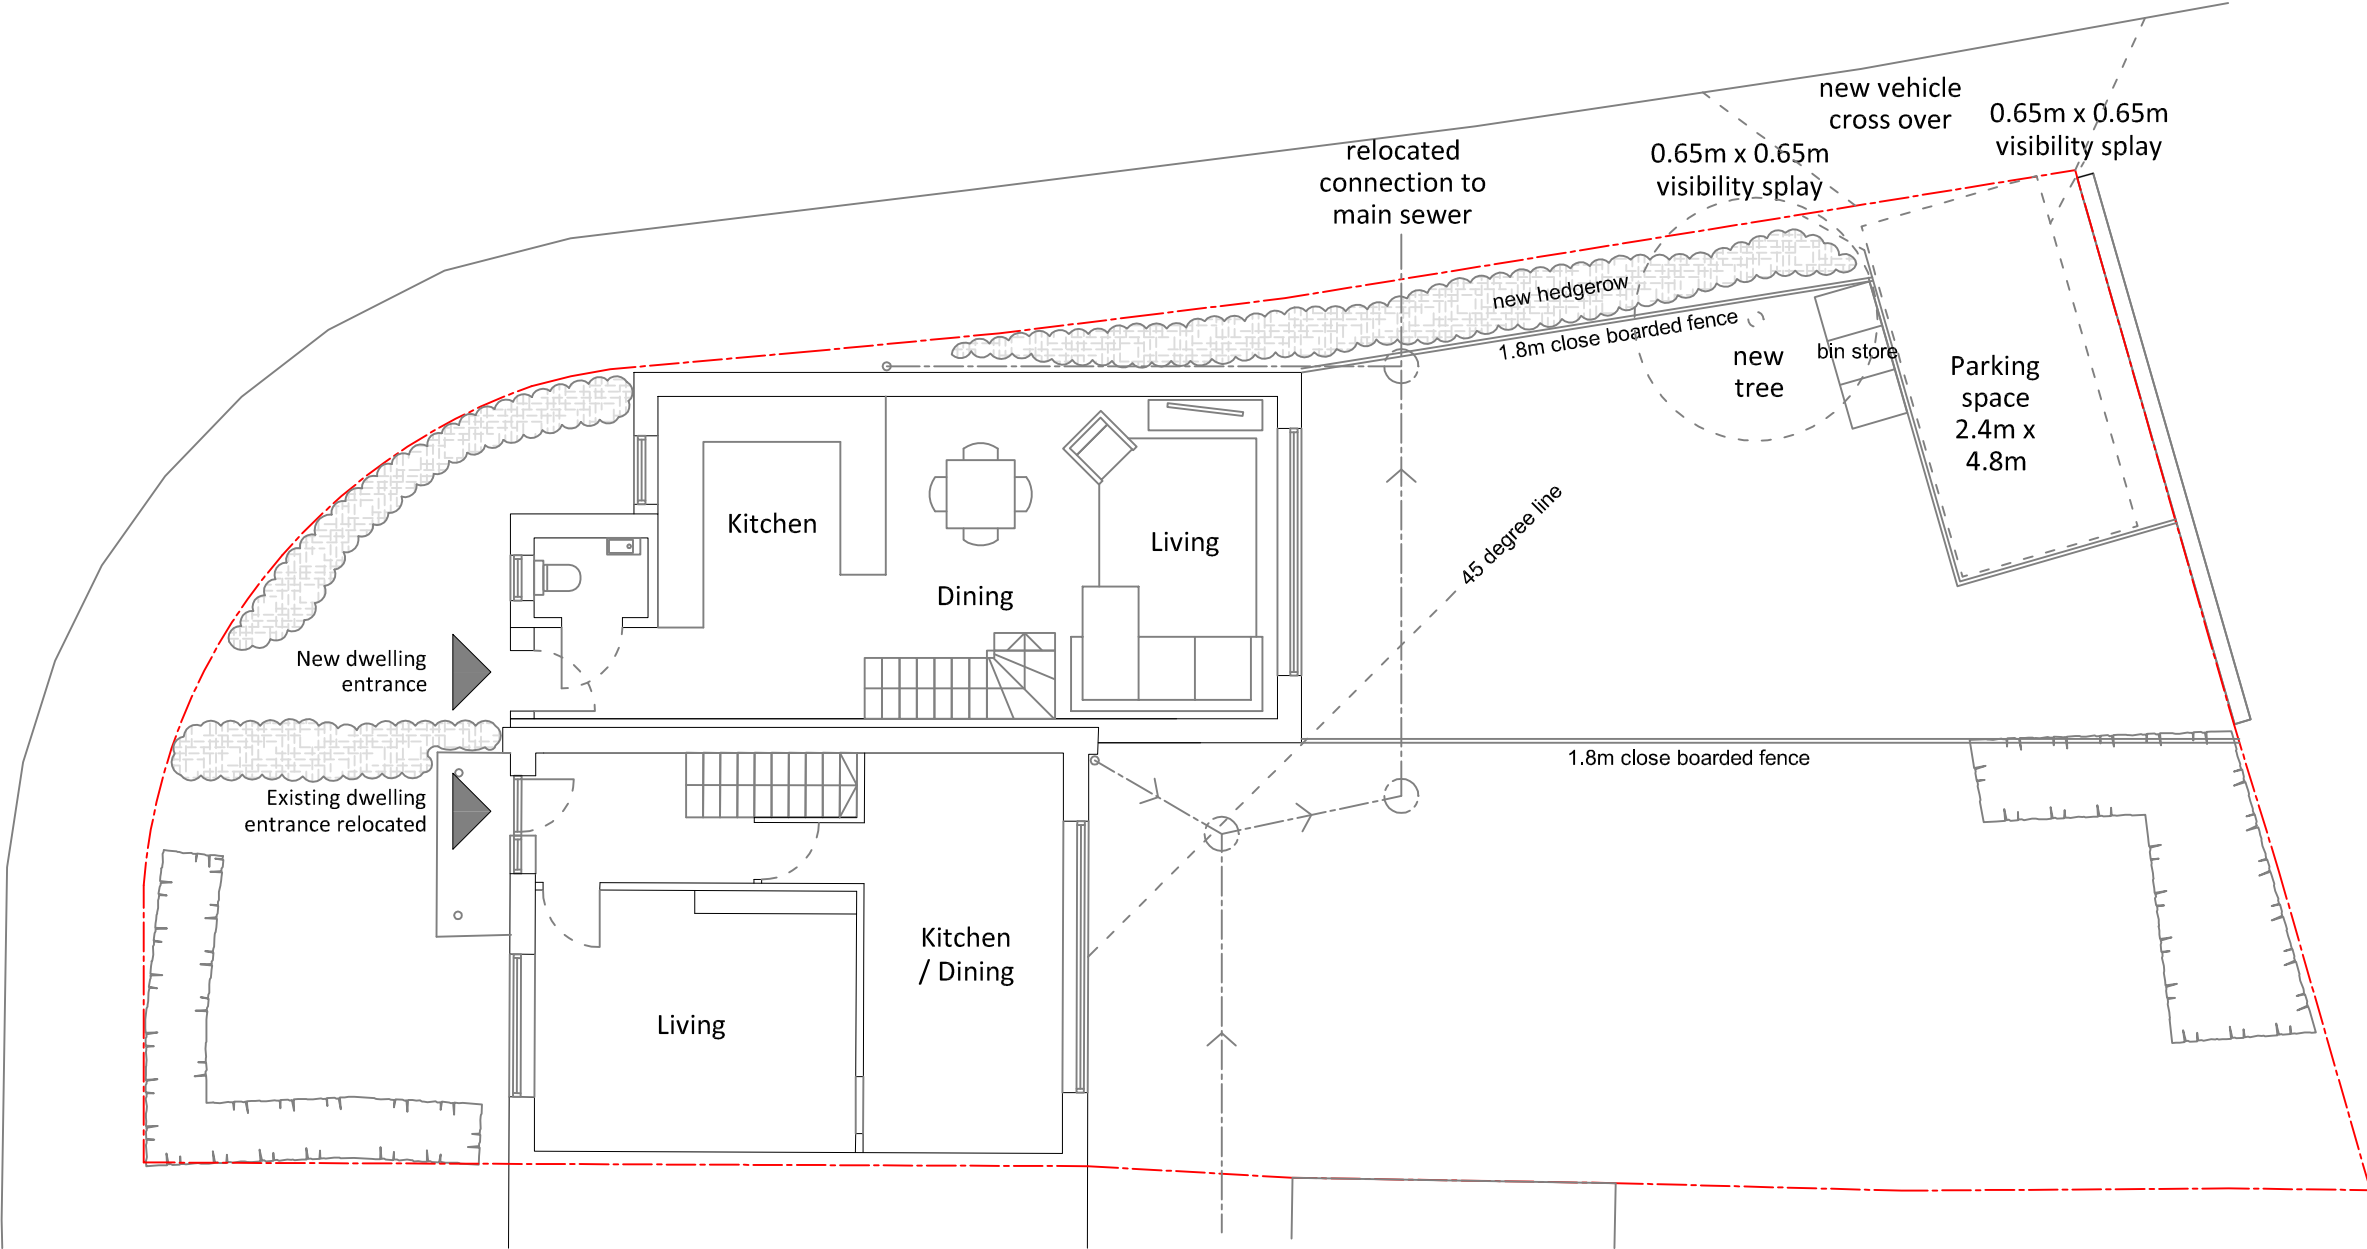 new vehicle
cross over
0.65m x 0.65m
visibility splay
0.65m x 0.65m
visibility splay
relocated
connection to
main sewer
new hedgerow
1.8m close boarded fence
new
tree
bin store
Parking
space
2.4m x
4.8m
45 degree line
Kitchen
Living
Dining
New dwelling
entrance
1.8m close boarded fence
Existing dwelling
entrance relocated
Kitchen
/ Dining
Living